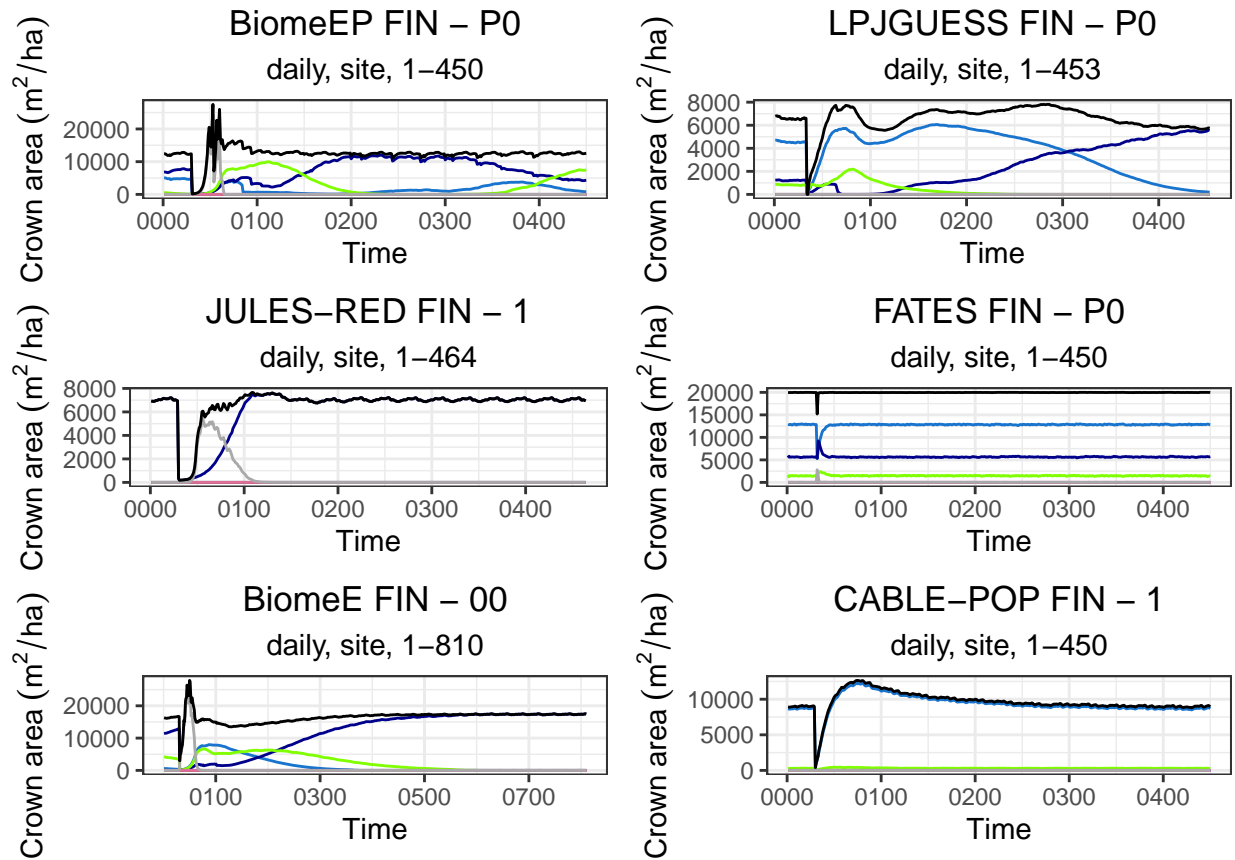 BiomeEP FIN − P0
daily, site, 1−450
Crown area (m²/ha)
20000
10000
0
0000 0100 0200 0300 0400
Time
LPJGUESS FIN − P0
daily, site, 1−453
Crown area (m²/ha)
8000
6000
4000
2000
0
0000 0100 0200 0300 0400
Time
JULES−RED FIN − 1
daily, site, 1−464
Crown area (m²/ha)
8000
6000
4000
2000
0
0000 0100 0200 0300 0400
Time
FATES FIN − P0
daily, site, 1−450
Crown area (m²/ha)
20000
15000
10000
5000
0
0000 0100 0200 0300 0400
Time
BiomeE FIN − 00
daily, site, 1−810
Crown area (m²/ha)
20000
10000
0
0100 0300 0500 0700
Time
CABLE−POP FIN − 1
daily, site, 1−450
Crown area (m²/ha)
10000
5000
0
0000 0100 0200 0300 0400
Time